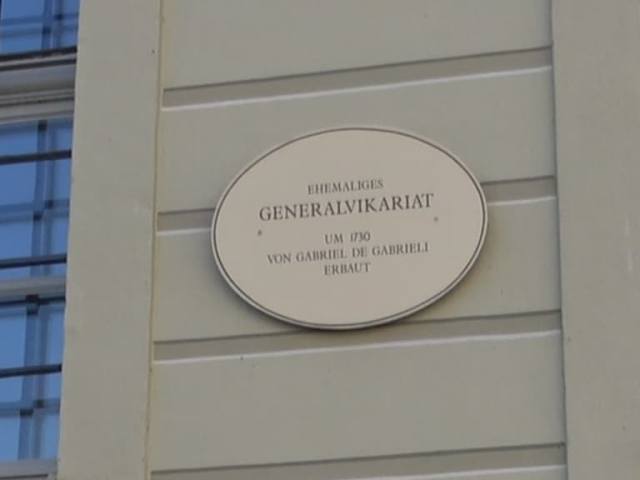 EHEMALIGES
GENERALVIKARIAT
UM 1730
VON GABRIEL DE GABRIELI
ERBAUT